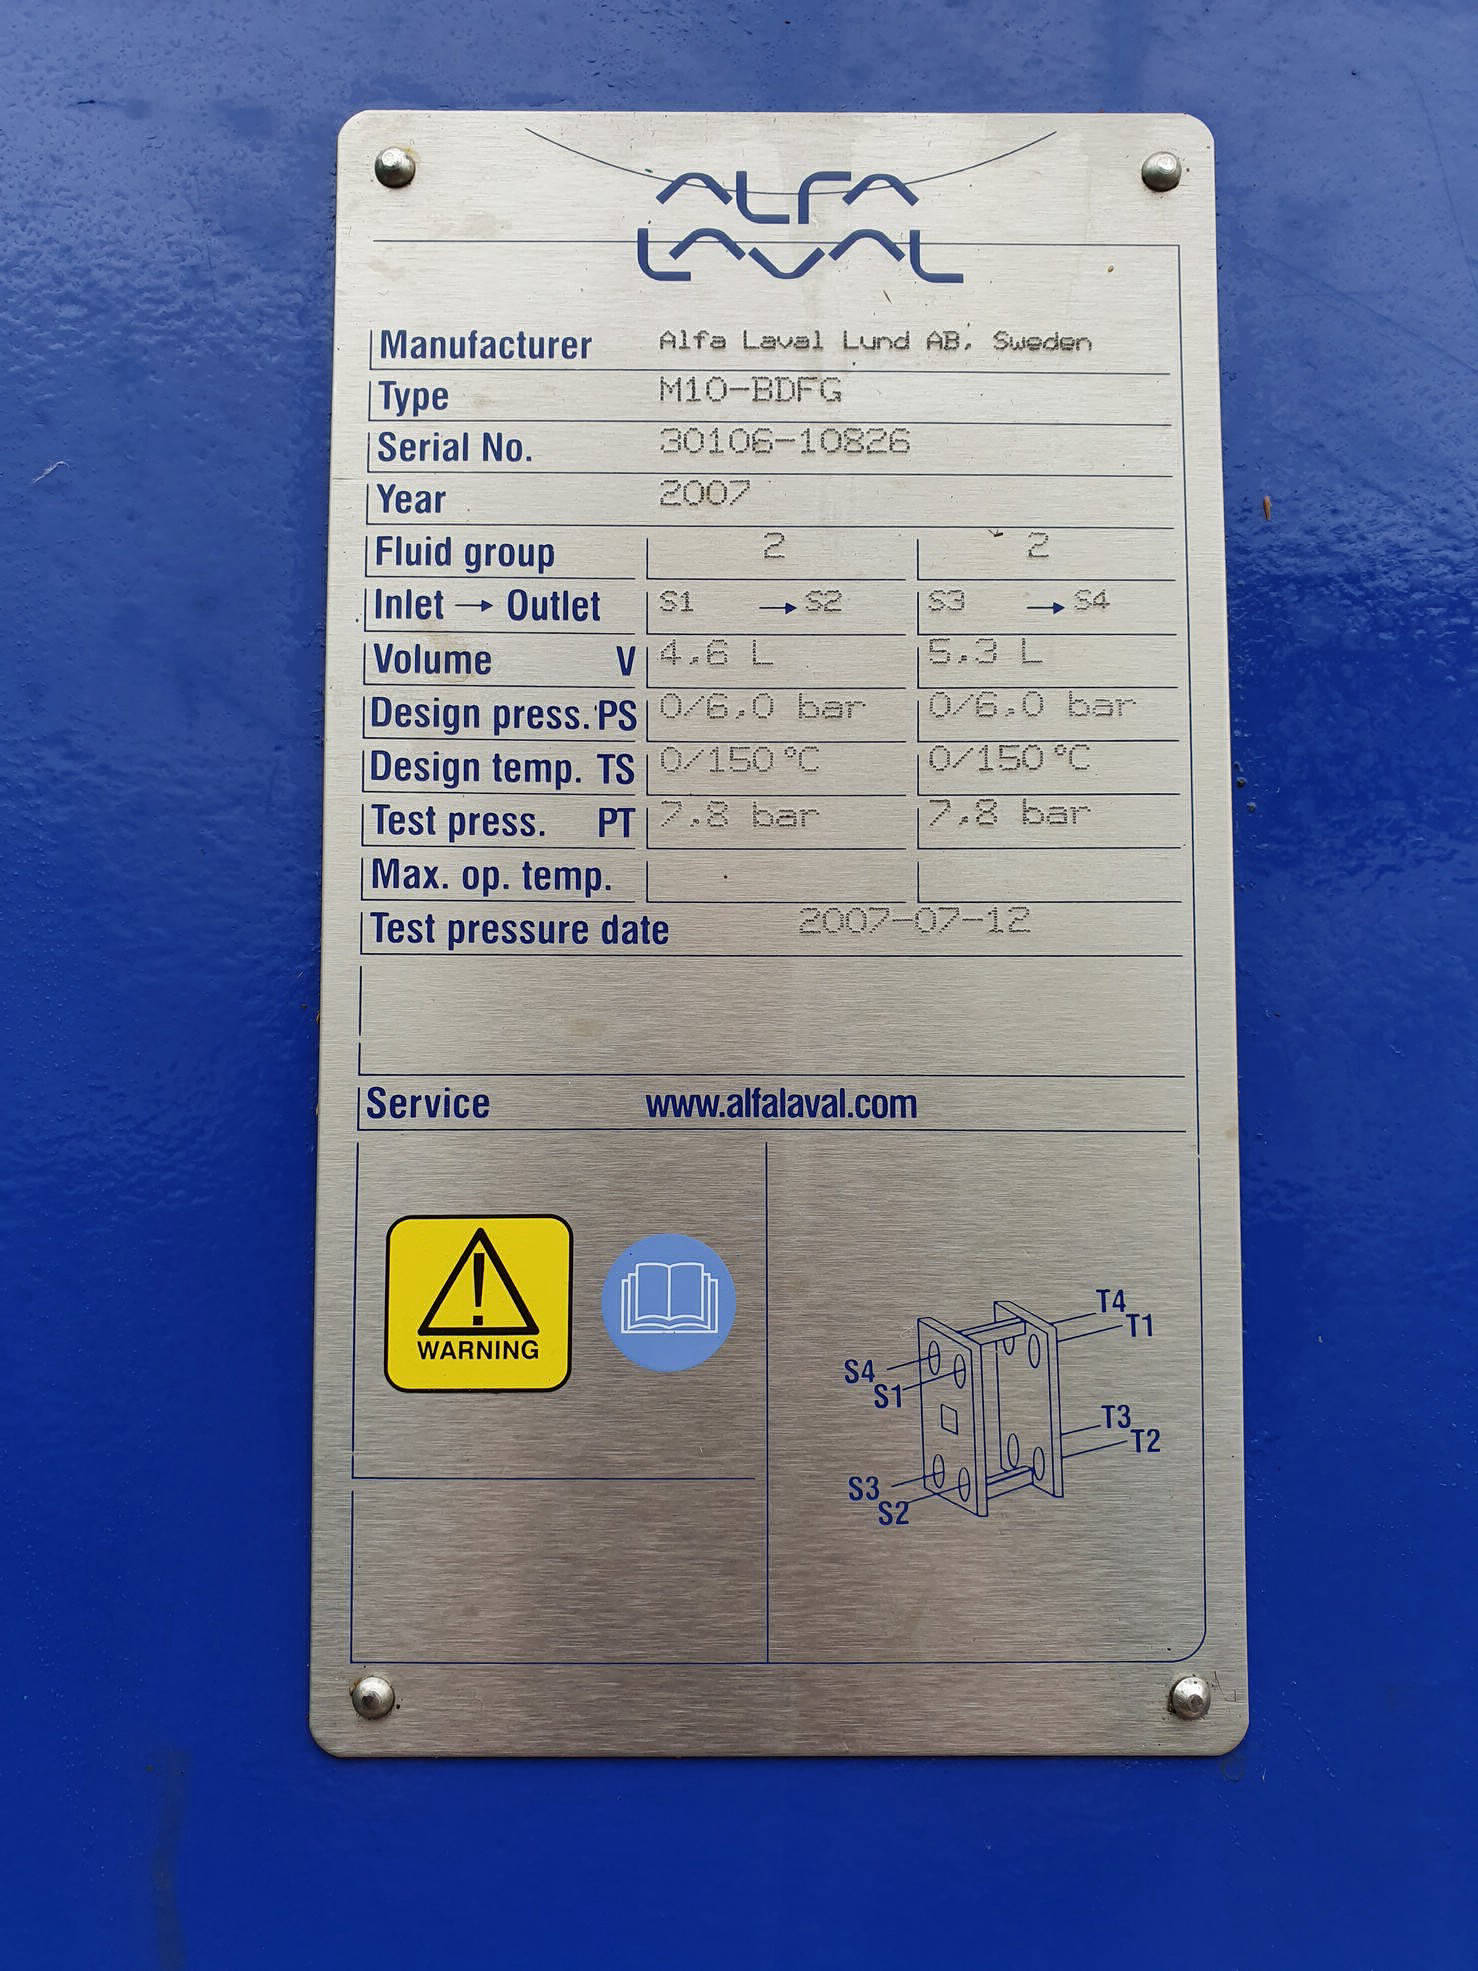 ALFA
LAVAL
Manufacturer Alfa Laval Lund AB, Sweden
Type M10-BDFG
Serial No. 30106-10826
Year 2007
Fluid group 2 2
Inlet → Outlet S1 → S2 S3 → S4
Volume V 4,6 L 5,3 L
Design press. PS 0/6,0 bar 0/6,0 bar
Design temp. TS 0/150 °C 0/150 °C
Test press. PT 7,8 bar 7,8 bar
Max. op. temp.
Test pressure date 2007-07-12
Service www.alfalaval.com
WARNING
T4
T1
S4
S1
T3
T2
S3
S2